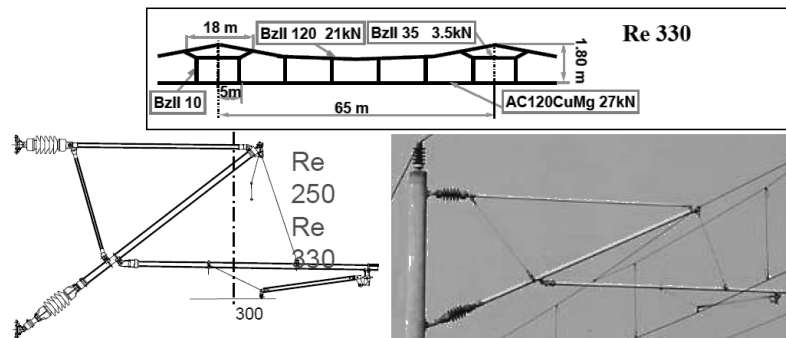 18 m
BzII 120 21kN
BzII 35 3.5kN
Re 330
1.80 m
BzII 10
5m
65 m
AC120CuMg 27kN
Re
250
Re
330
300